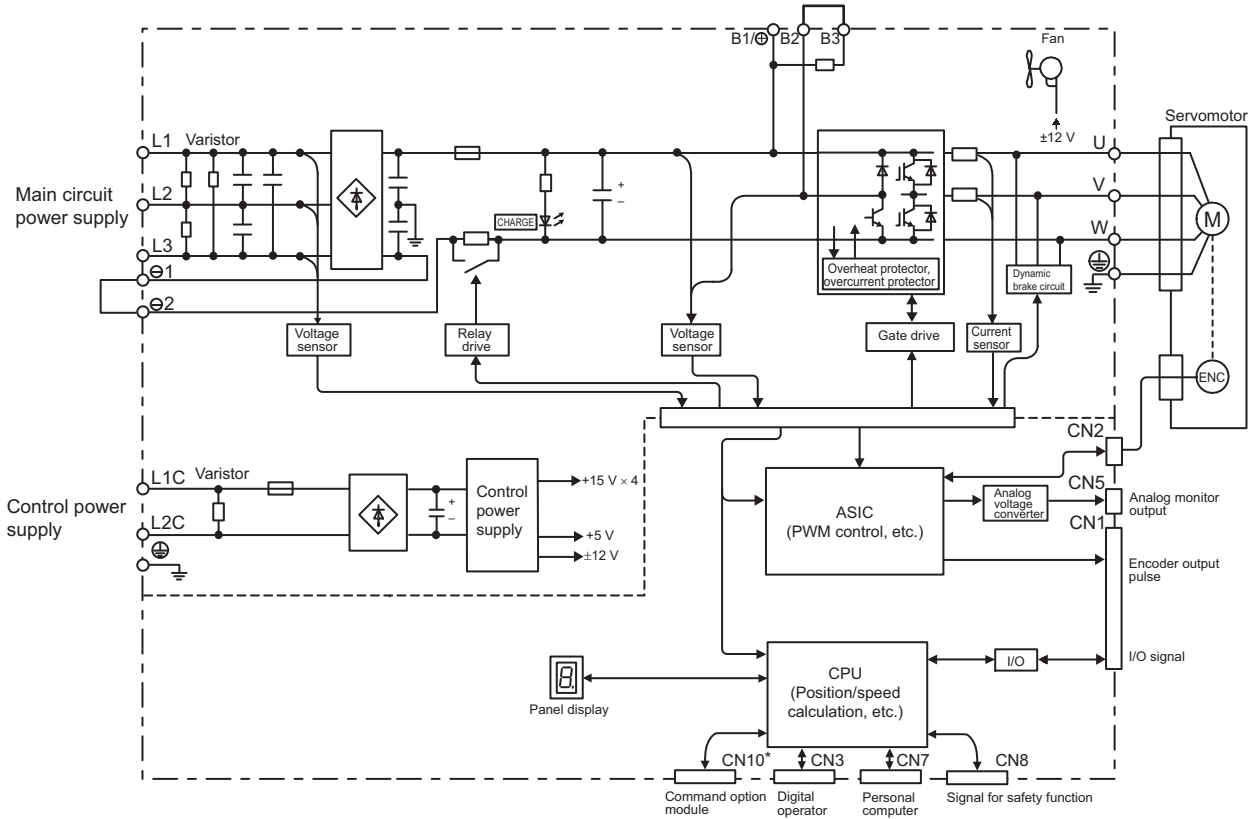 B1/⊕ B2 B3
Fan
±12 V
Servomotor
L1 Varistor
U
Main circuit
power supply
L2
V
CHARGE
+
–
M
L3
W
⊖1
Overheat protector,
overcurrent protector
Dynamic
brake circuit
⊖2
Voltage
sensor
Relay
drive
Voltage
sensor
Gate drive
Current
sensor
ENC
CN2
L1C Varistor
Control power
supply
+
–
Control
power
supply
+15 V × 4
+5 V
±12 V
L2C
ASIC
(PWM control, etc.)
Analog
voltage
converter
CN5
Analog monitor
output
CN1
Encoder output
pulse
I/O
I/O signal
CPU
(Position/speed
calculation, etc.)
8.
Panel display
CN10* CN3 CN7 CN8
Command option
module
Digital
operator
Personal
computer
Signal for safety function